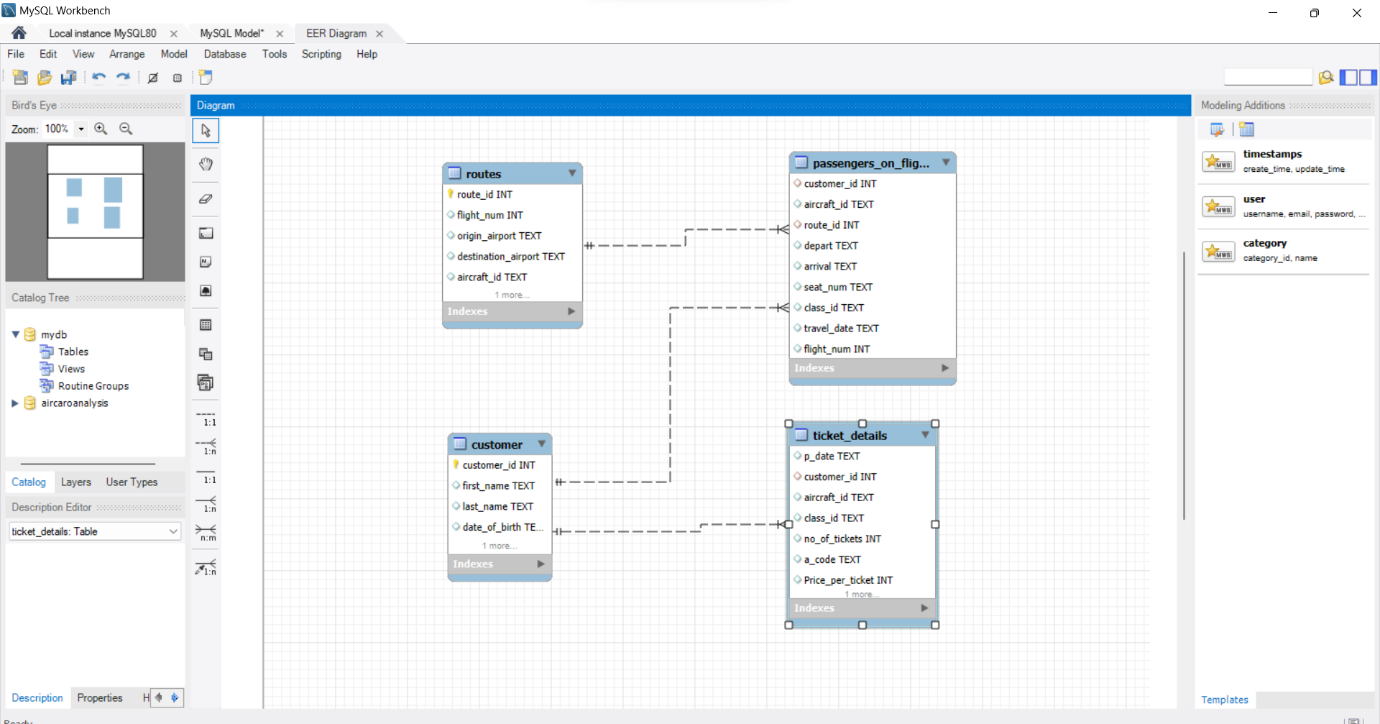 MySQL Workbench
Local instance MySQL80
MySQL Model*
EER Diagram
File Edit View Arrange Model Database Tools Scripting Help
Bird's Eye
Zoom: 100%
Catalog Tree
mydb
Tables
Views
Routine Groups
aircaroanalysis
Catalog Layers User Types
Description Editor
ticket_details: Table
Description Properties H
1:1
1:n
1:1
1:n
n:m
1:n
Diagram
routes
route_id INT
flight_num INT
origin_airport TEXT
destination_airport TEXT
aircraft_id TEXT
1 more...
Indexes
passengers_on_flig...
customer_id INT
aircraft_id TEXT
route_id INT
depart TEXT
arrival TEXT
seat_num TEXT
class_id TEXT
travel_date TEXT
flight_num INT
Indexes
customer
customer_id INT
first_name TEXT
last_name TEXT
date_of_birth TE...
1 more...
Indexes
ticket_details
p_date TEXT
customer_id INT
aircraft_id TEXT
class_id TEXT
no_of_tickets INT
a_code TEXT
Price_per_ticket INT
1 more...
Indexes
Modeling Additions
MWB
timestamps
create_time, update_time
MWB
user
username, email, password, ...
MWB
category
category_id, name
Templates
Ready